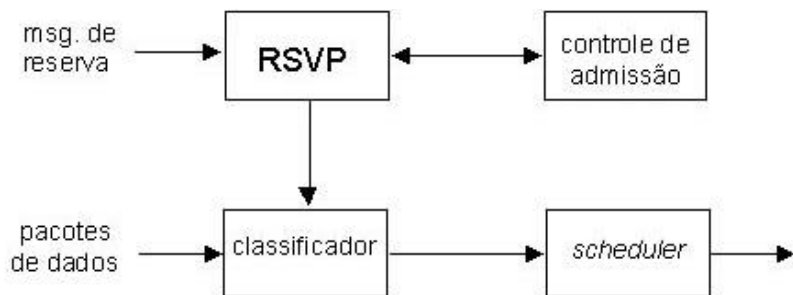 msg. de
reserva
RSVP
controle de
admissão
pacotes
de dados
classificador
scheduler